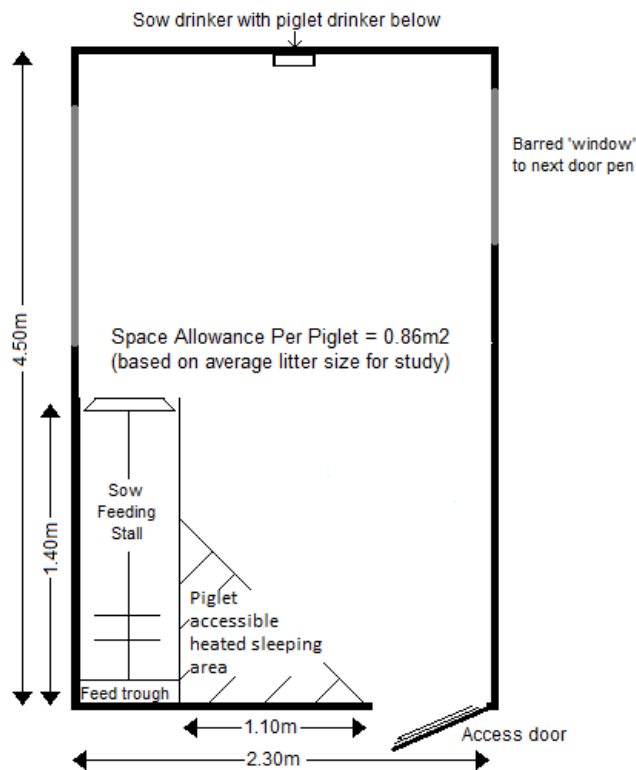 Sow drinker with piglet drinker below
Barred 'window'
to next door pen
4.50m
Space Allowance Per Piglet = 0.86m2
(based on average litter size for study)
1.40m
Sow
Feeding
Stall
Piglet
accessible
heated sleeping
area
Feed trough
1.10m
Access door
2.30m